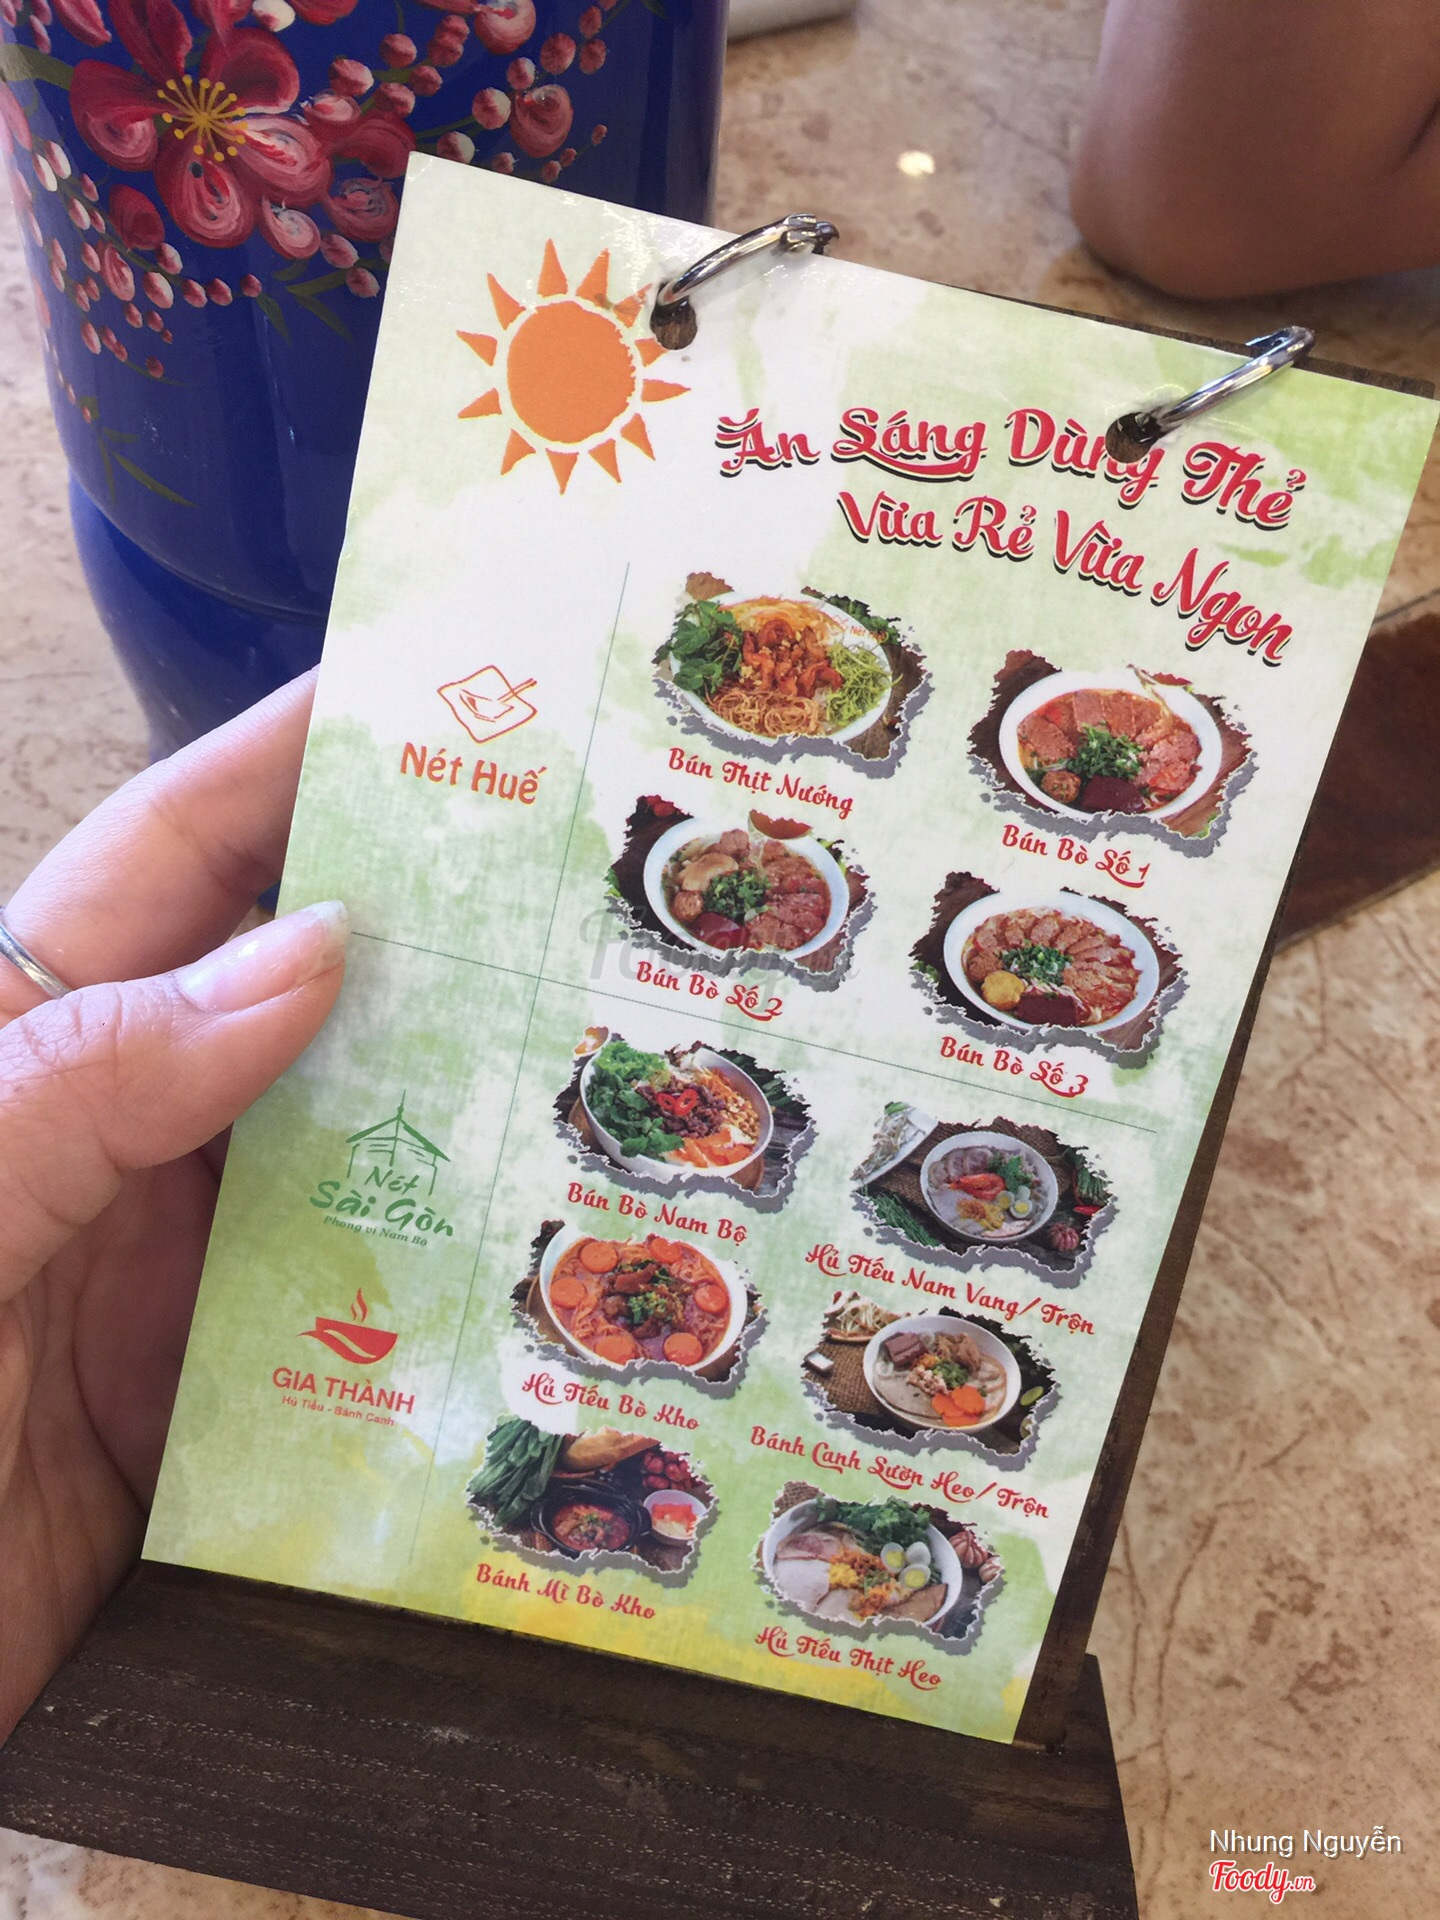 Ăn Sáng Dùng Thẻ
Vừa Rẻ Vừa Ngon
Nét Huế
Bún Thịt Nướng
Bún Bò Số 1
Bún Bò Số 2
Bún Bò Số 3
Nét
Sài Gòn
Phong vị Nam Bộ
Bún Bò Nam Bộ
Hủ Tiếu Nam Vang/ Trộn
GIA THÀNH
Hủ Tiếu - Bánh Canh
Hủ Tiếu Bò Kho
Bánh Canh Sườn Heo/ Trộn
Bánh Mì Bò Kho
Hủ Tiếu Thịt Heo
Foody.vn
Nhung Nguyễn
Foody.vn